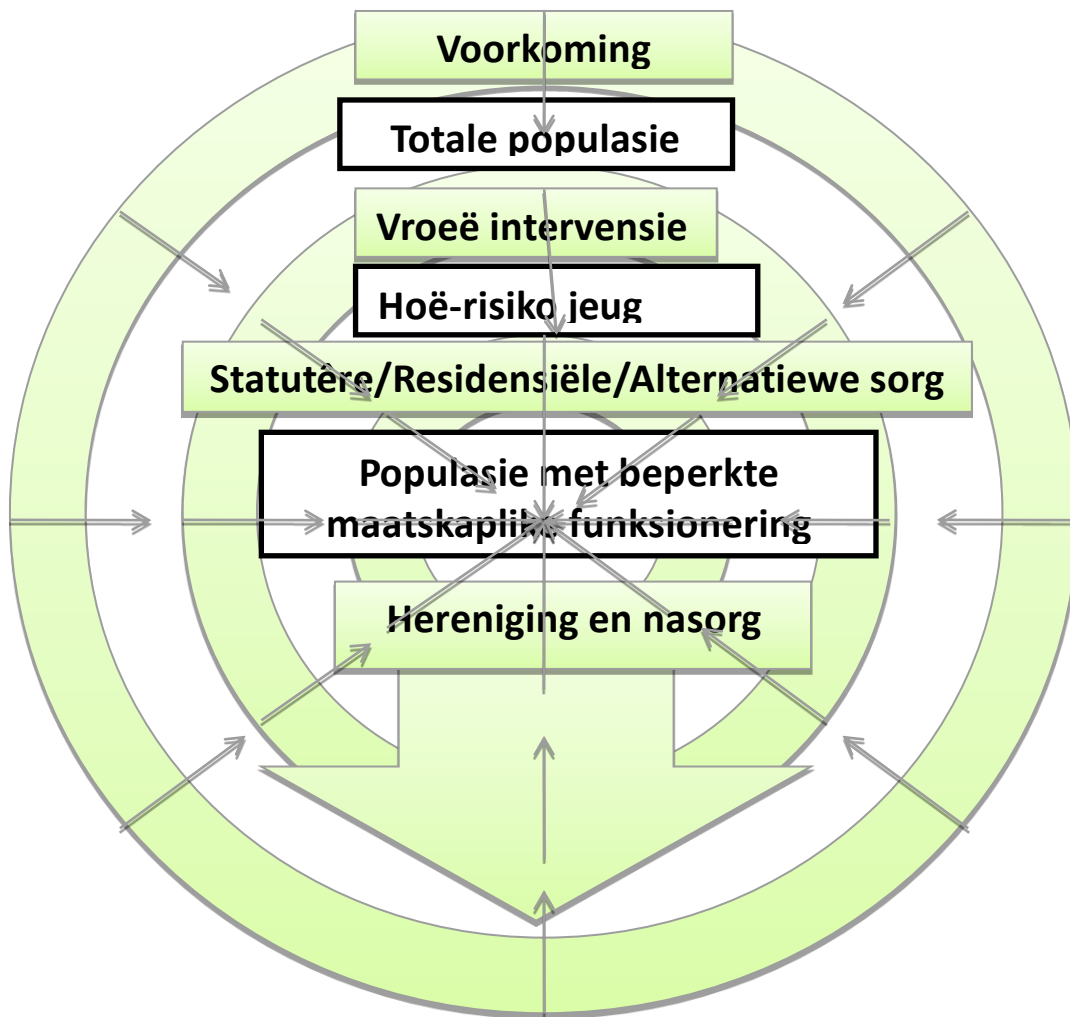 Voorkoming
Totale populasie
Vroeë intervensie
Hoë-risiko jeug
Statutêre/Residensiële/Alternatiewe sorg
Populasie met beperkte
maatskaplike funksionering
Hereniging en nasorg